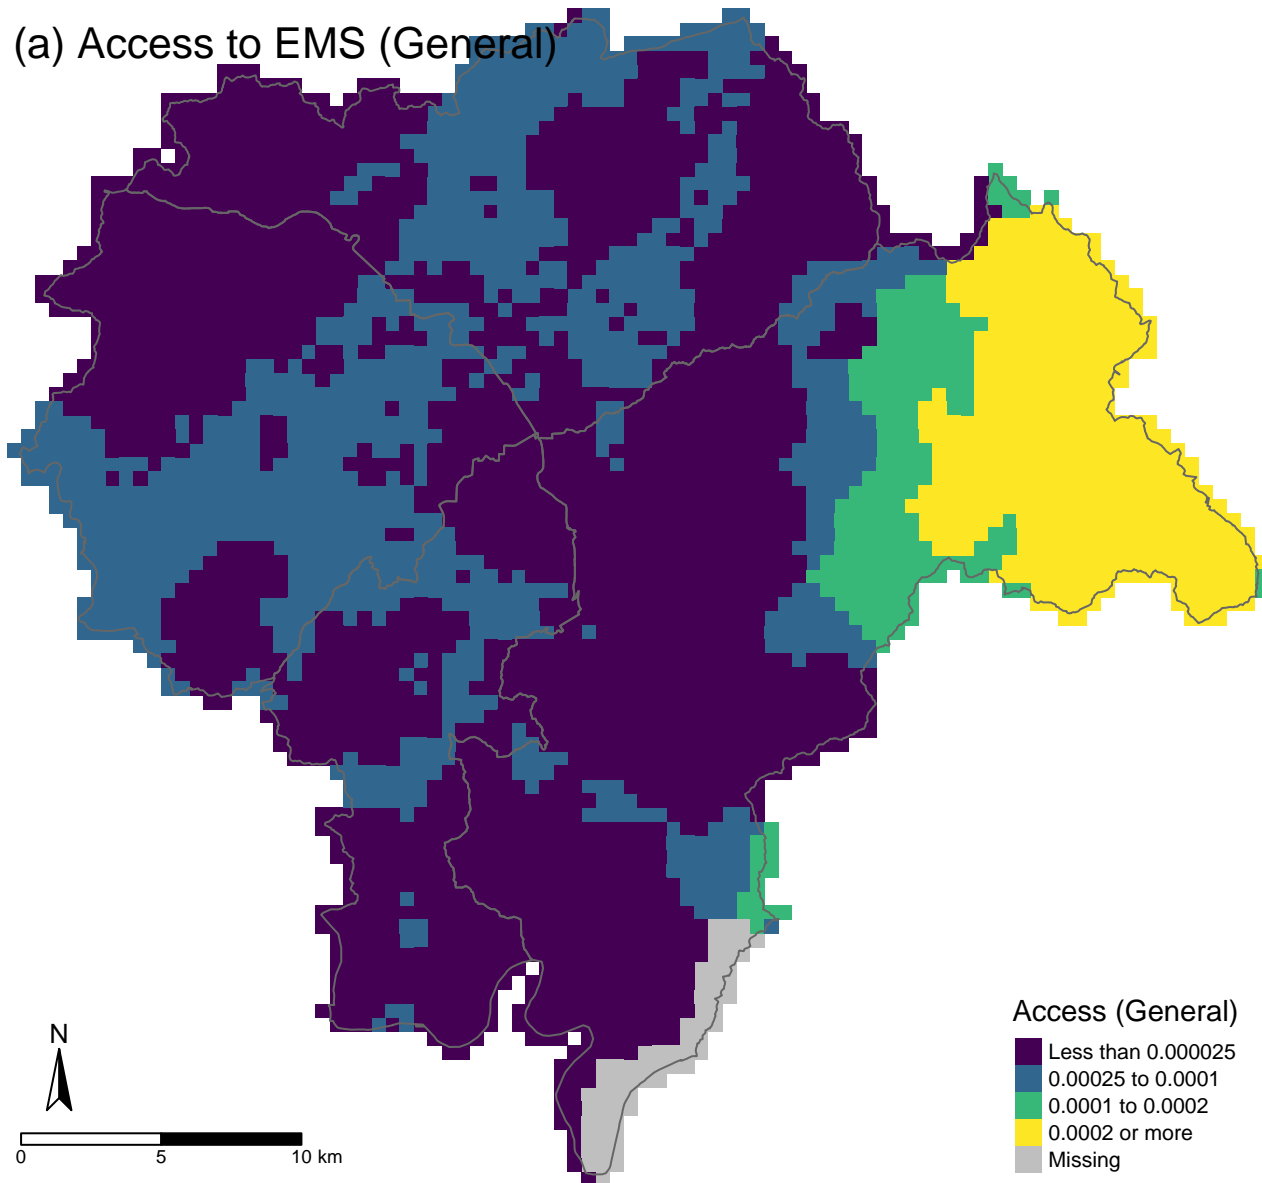 (a) Access to EMS (General)
Access (General)
Less than 0.000025
0.00025 to 0.0001
0.0001 to 0.0002
0.0002 or more
Missing
N
0 5 10 km